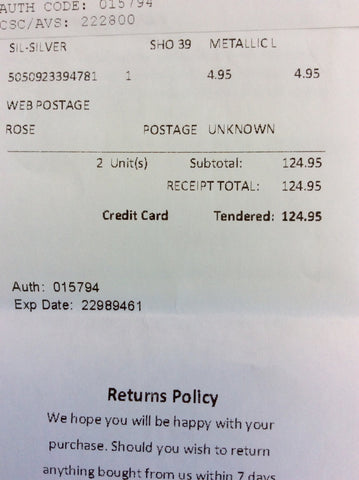 AUTH CODE: 015794
CSC/AVS: 222800
SIL-SILVER SHO 39 METALLIC L
5050923394781 1 4.95 4.95
WEB POSTAGE
ROSE POSTAGE UNKNOWN
2 Unit(s) Subtotal: 124.95
RECEIPT TOTAL: 124.95
Credit Card Tendered: 124.95
Auth: 015794
Exp Date: 22989461
Returns Policy
We hope you will be happy with your
purchase. Should you wish to return
anything bought from us within 7 days